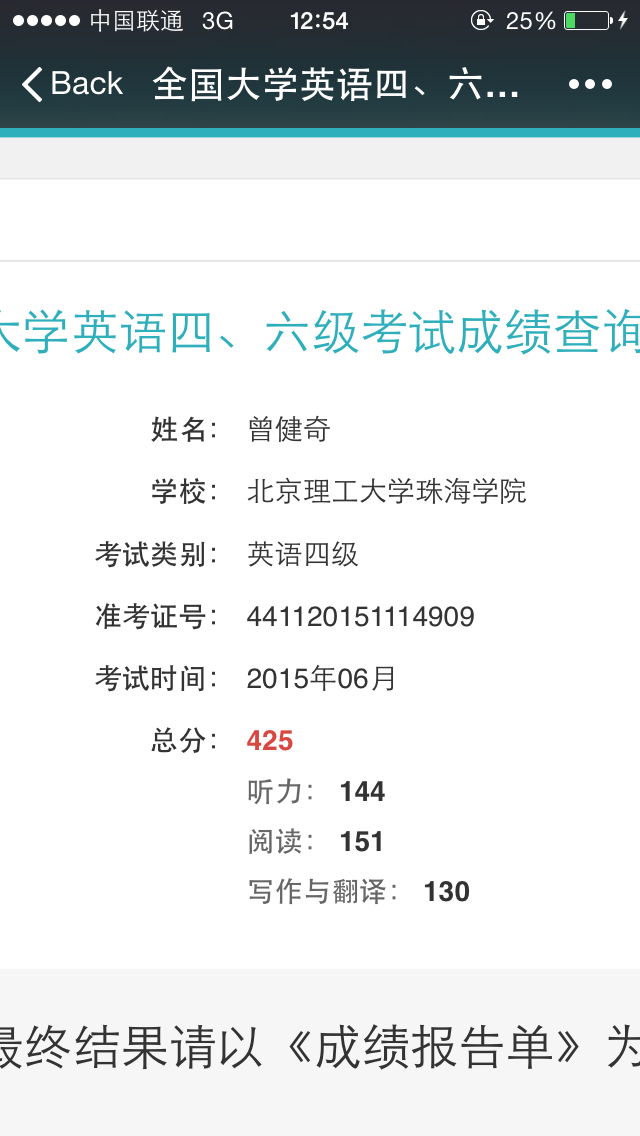 中国联通 3G 12:54 25%
Back 全国大学英语四、六...
大学英语四、六级考试成绩查询
姓名： 曾健奇
学校： 北京理工大学珠海学院
考试类别： 英语四级
准考证号： 441120151114909
考试时间： 2015年06月
总分： 425
听力： 144
阅读： 151
写作与翻译： 130
最终结果请以《成绩报告单》为